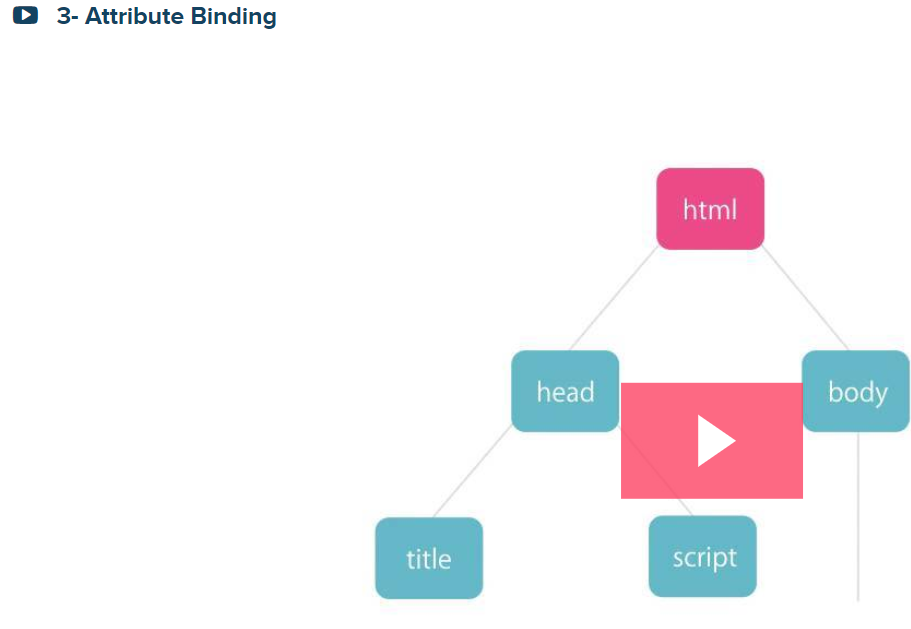 3- Attribute Binding
html
head
body
title
script